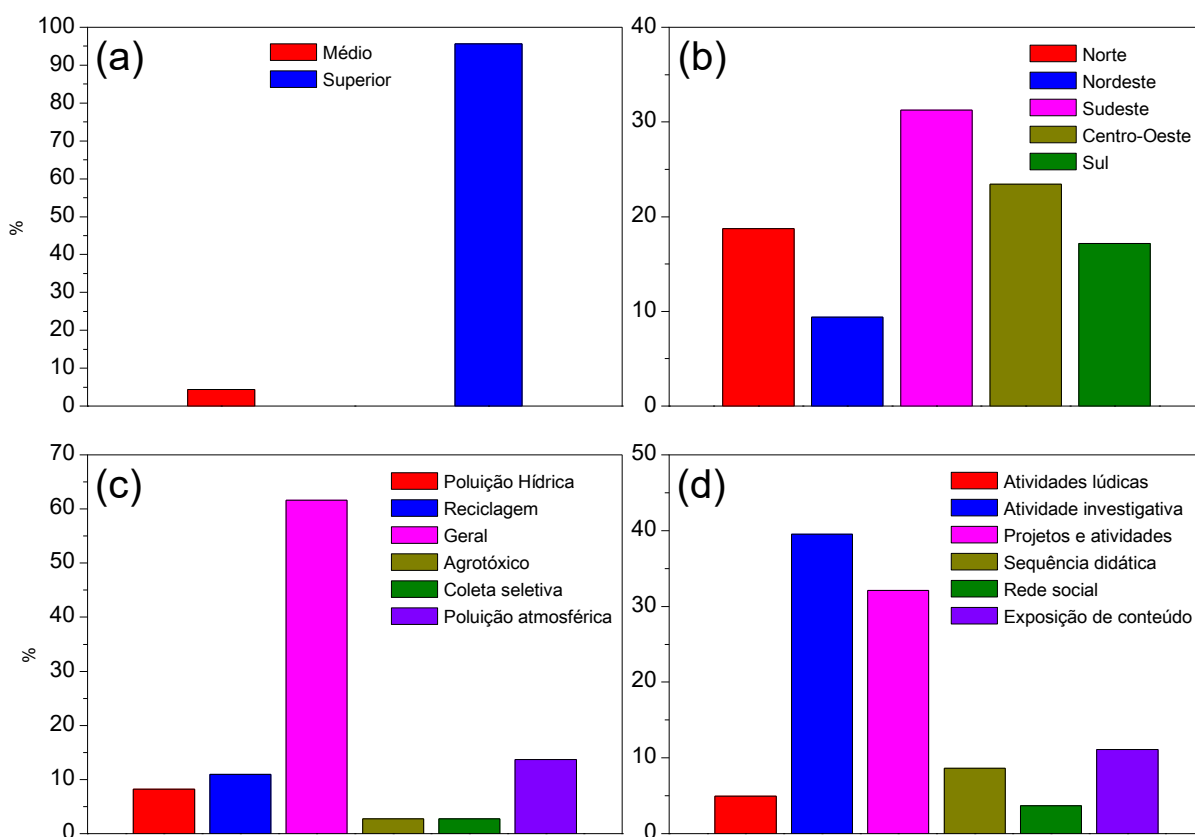 (a)
Médio
Superior
100
90
80
70
60
50
40
30
20
10
0
%
(b)
Norte
Nordeste
Sudeste
Centro-Oeste
Sul
40
30
20
10
0
(c)
Poluição Hídrica
Reciclagem
Geral
Agrotóxico
Coleta seletiva
Poluição atmosférica
70
60
50
40
30
20
10
0
%
(d)
Atividades lúdicas
Atividade investigativa
Projetos e atividades
Sequência didática
Rede social
Exposição de conteúdo
50
40
30
20
10
0